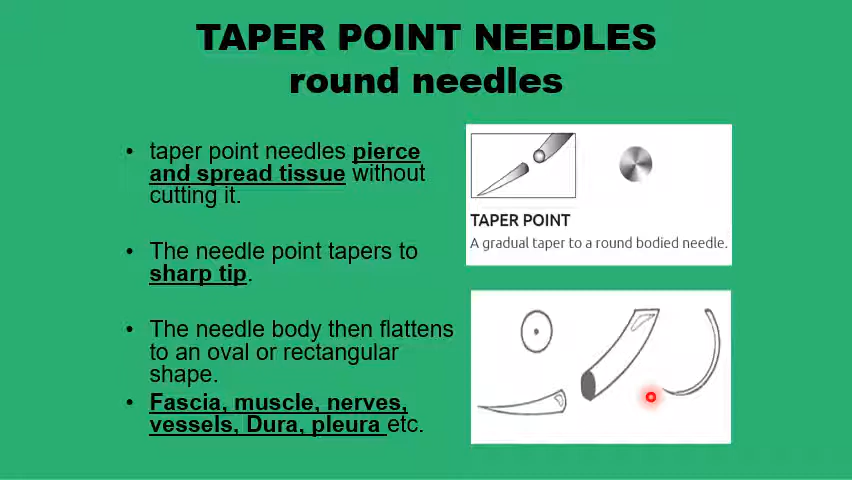 TAPER POINT NEEDLES
round needles
• taper point needles pierce
and spread tissue without
cutting it.
• The needle point tapers to
sharp tip.
• The needle body then flattens
to an oval or rectangular
shape.
• Fascia, muscle, nerves,
vessels, Dura, pleura etc.
TAPER POINT
A gradual taper to a round bodied needle.